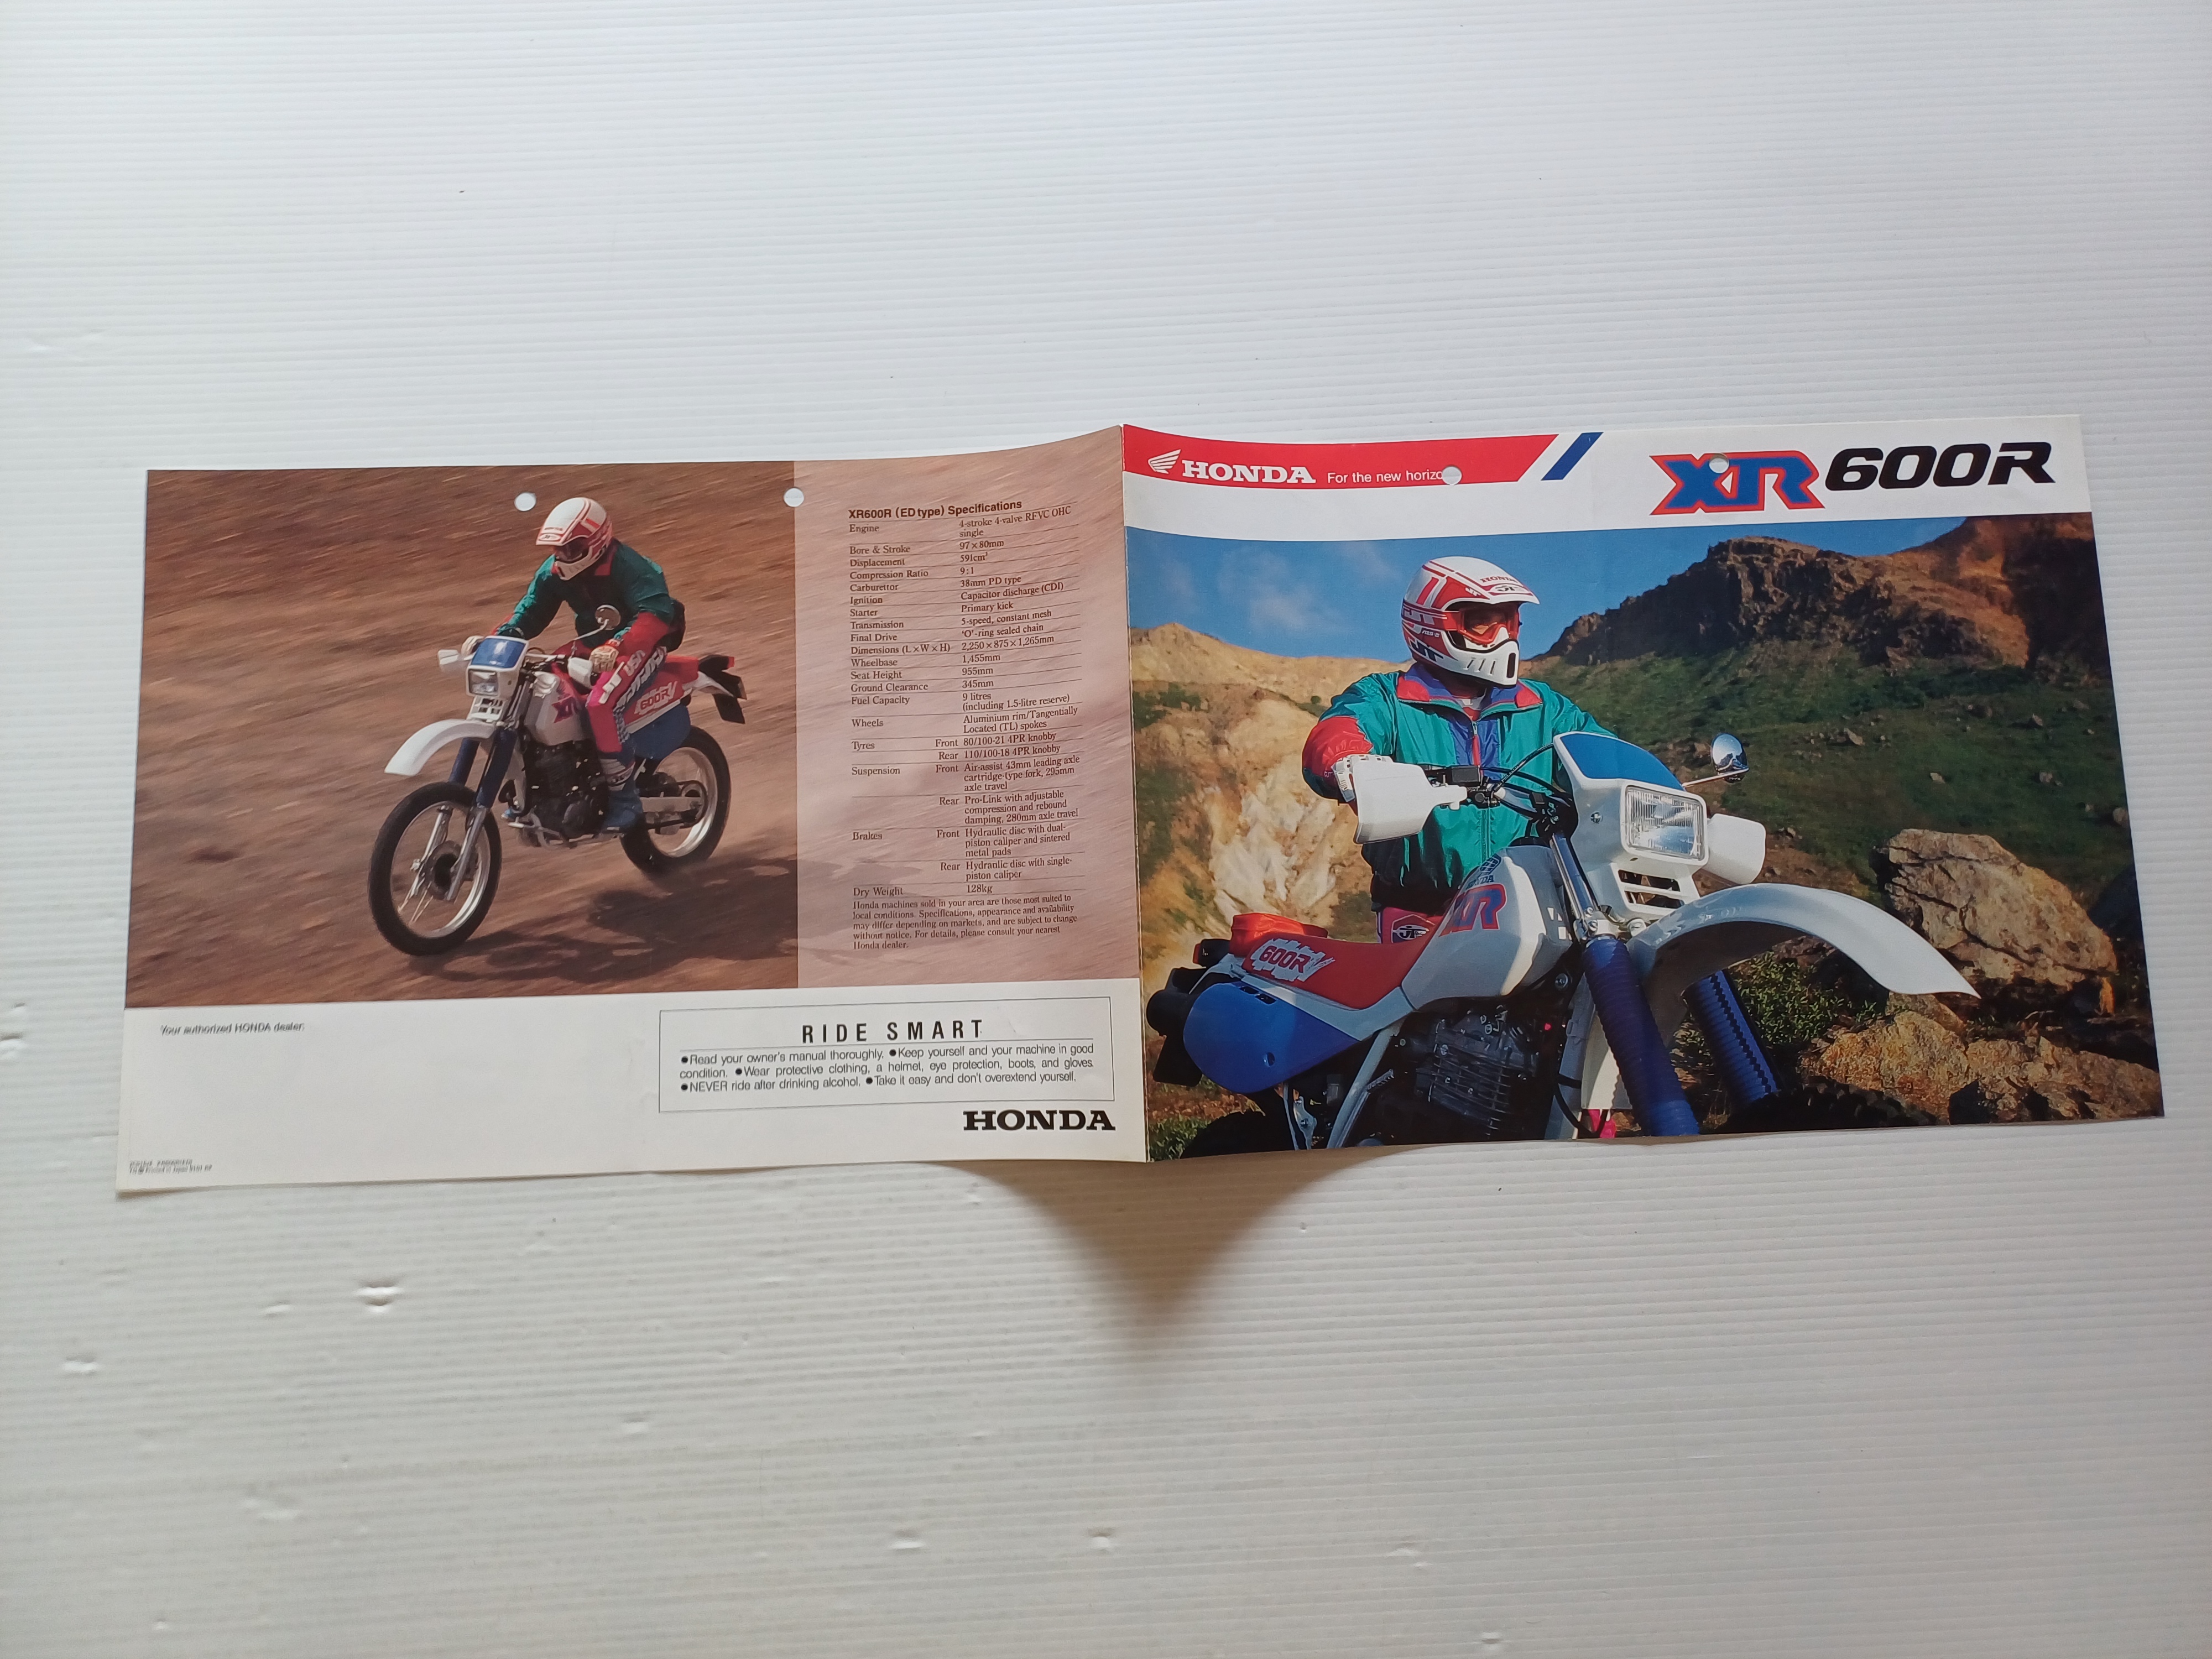 XR600R (ED type) Specifications
Engine 4-stroke 4-valve RFVC OHC
single
Bore & Stroke 97×80mm
Displacement 591cm³
Compression Ratio 9:1
Carburettor 38mm PD type
Ignition Capacitor discharge (CDI)
Starter Primary kick
Transmission 5-speed, constant mesh
Final Drive 'O'-ring sealed chain
Dimensions (L×W×H) 2,250×875×1,265mm
Wheelbase 1,455mm
Seat Height 955mm
Ground Clearance 345mm
Fuel Capacity 9 litres
(including 1.5-litre reserve)
Wheels Aluminium rim/Tangentially
Located (TL) spokes
Tyres Front 80/100-21 4PR knobby
Rear 110/100-18 4PR knobby
Suspension Front Air-assist 43mm leading axle
cartridge-type fork, 295mm
axle travel
Rear Pro-Link with adjustable
compression and rebound
damping, 280mm axle travel
Brakes Front Hydraulic disc with dual-
piston caliper and sintered
metal pads
Rear Hydraulic disc with single-
piston caliper
Dry Weight 128kg
Honda machines sold in your area are those most suited to
local conditions. Specifications, appearance and availability
may differ depending on markets, and are subject to change
without notice. For details, please consult your nearest
Honda dealer.
600R
Your authorized HONDA dealer:
RIDE SMART
●Read your owner's manual thoroughly. ●Keep yourself and your machine in good
condition. ●Wear protective clothing, a helmet, eye protection, boots, and gloves.
●NEVER ride after drinking alcohol. ●Take it easy and don't overextend yourself.
HONDA
HONDA For the new
XR600R
HONDA
JT
XR
600R